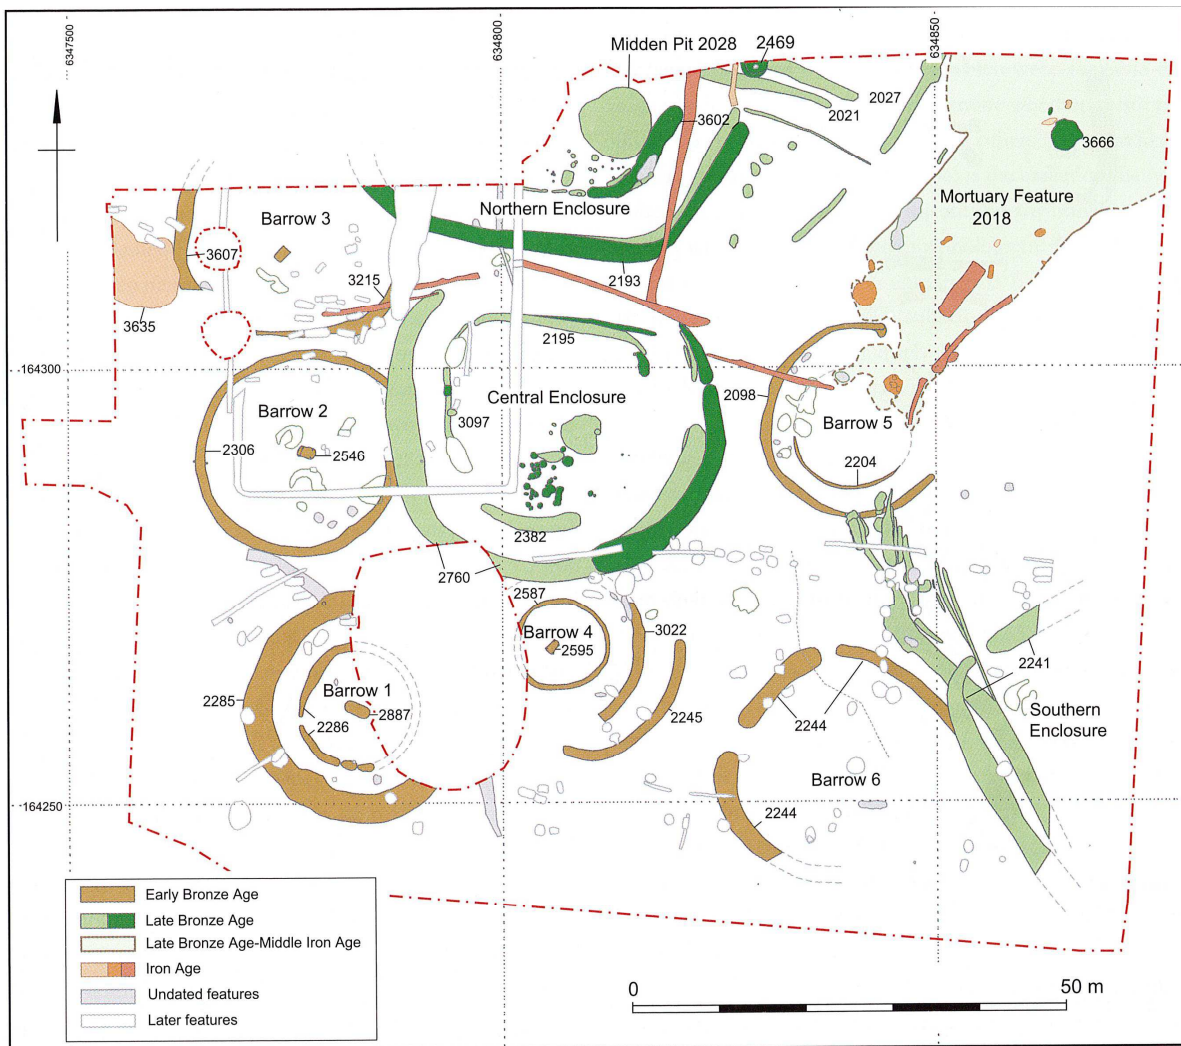 6347500
634800
634850
Midden Pit 2028
2469
2027
2021
3602
3666
Mortuary Feature
2018
Northern Enclosure
Barrow 3
3607
2193
3215
3635
2195
164300
2098
Central Enclosure
Barrow 2
3097
Barrow 5
2306
2546
2204
2382
2760
2587
Barrow 4
3022
2595
2241
Barrow 1
2285
2887
2245
2244
Southern
Enclosure
2286
Barrow 6
164250
2244
Early Bronze Age
Late Bronze Age
Late Bronze Age-Middle Iron Age
Iron Age
Undated features
Later features
0
50 m